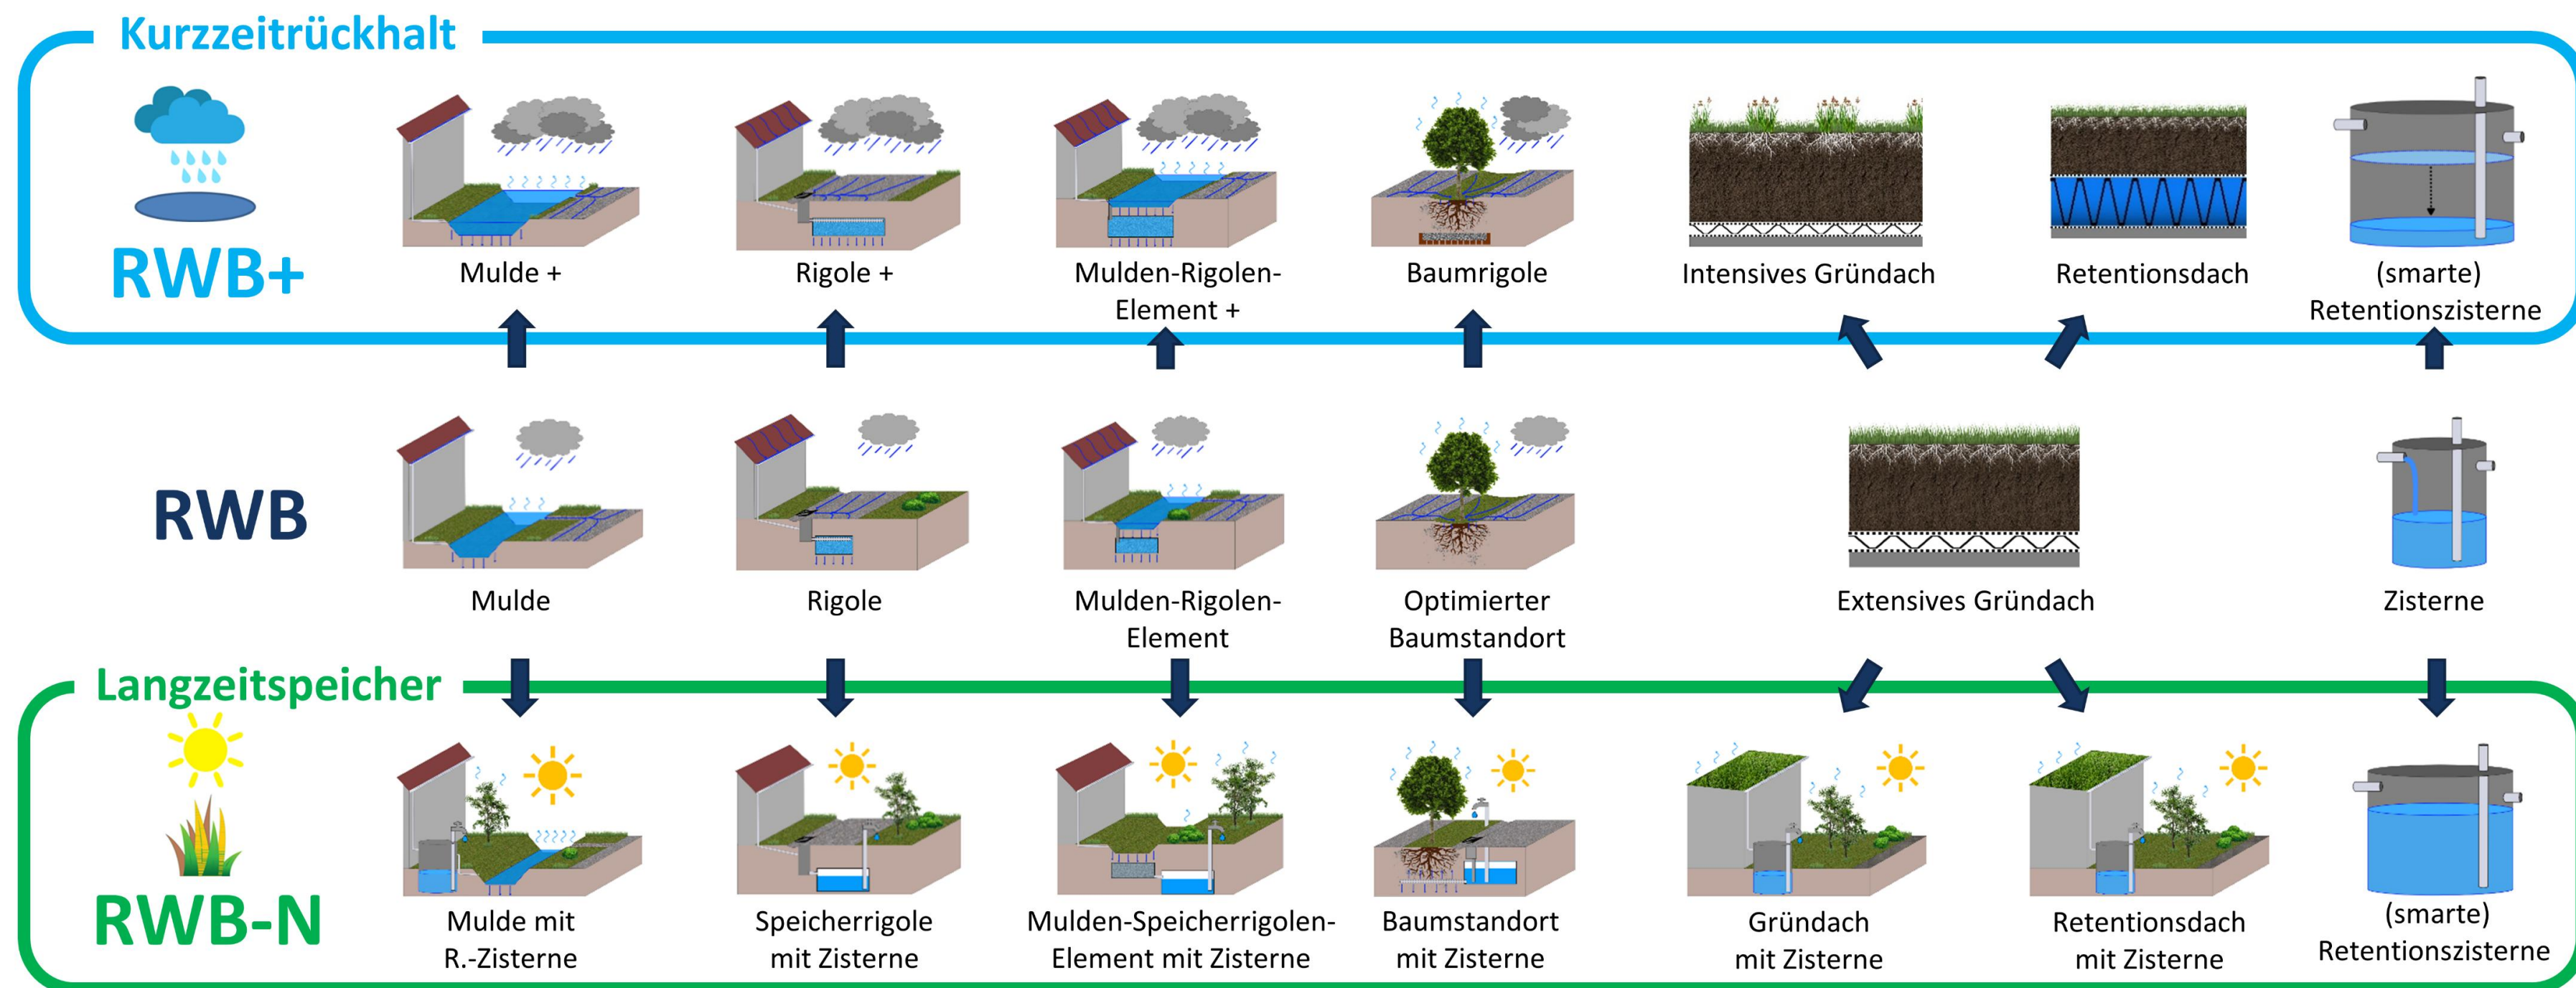 Kurzzeitrückhalt
RWB+
Mulde +
Rigole +
Mulden-Rigolen-
Element +
Baumrigole
Intensives Gründach
Retentionsdach
(smarte)
Retentionszisterne
RWB
Mulde
Rigole
Mulden-Rigolen-
Element
Optimierter
Baumstandort
Extensives Gründach
Zisterne
Langzeitspeicher
RWB-N
Mulde mit
R.-Zisterne
Speicherrigole
mit Zisterne
Mulden-Speicherrigolen-
Element mit Zisterne
Baumstandort
mit Zisterne
Gründach
mit Zisterne
Retentionsdach
mit Zisterne
(smarte)
Retentionszisterne